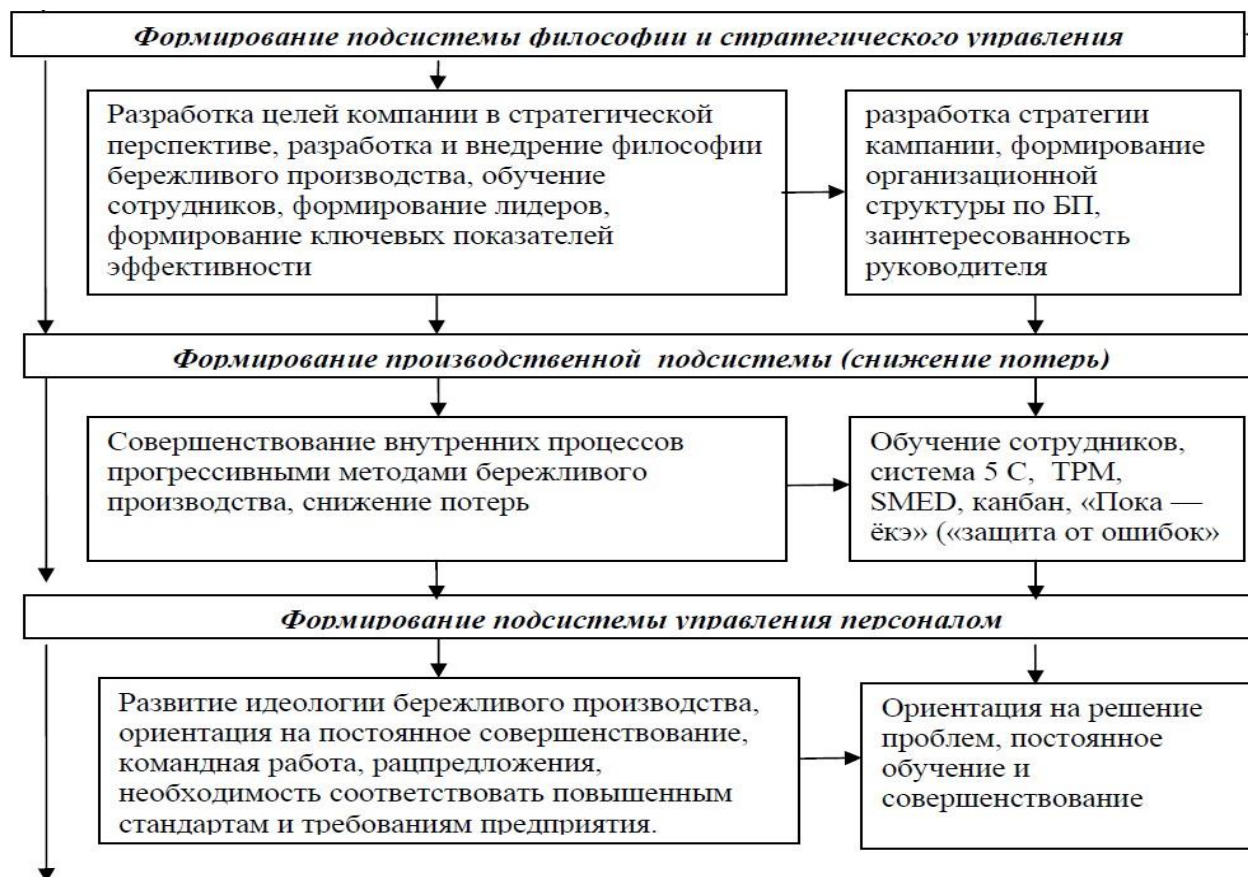 Формирование подсистемы философии и стратегического управления
Разработка целей компании в стратегической
перспективе, разработка и внедрение философии
бережливого производства, обучение
сотрудников, формирование лидеров,
формирование ключевых показателей
эффективности
разработка стратегии
кампании, формирование
организационной
структуры по БП,
заинтересованность
руководителя
Формирование производственной подсистемы (снижение потерь)
Совершенствование внутренних процессов
прогрессивными методами бережливого
производства, снижение потерь
Обучение сотрудников,
система 5 С, ТРМ,
SMED, канбан, «Пока —
ёкэ» («защита от ошибок»
Формирование подсистемы управления персоналом
Развитие идеологии бережливого производства,
ориентация на постоянное совершенствование,
командная работа, рацпредложения,
необходимость соответствовать повышенным
стандартам и требованиям предприятия.
Ориентация на решение
проблем, постоянное
обучение и
совершенствование